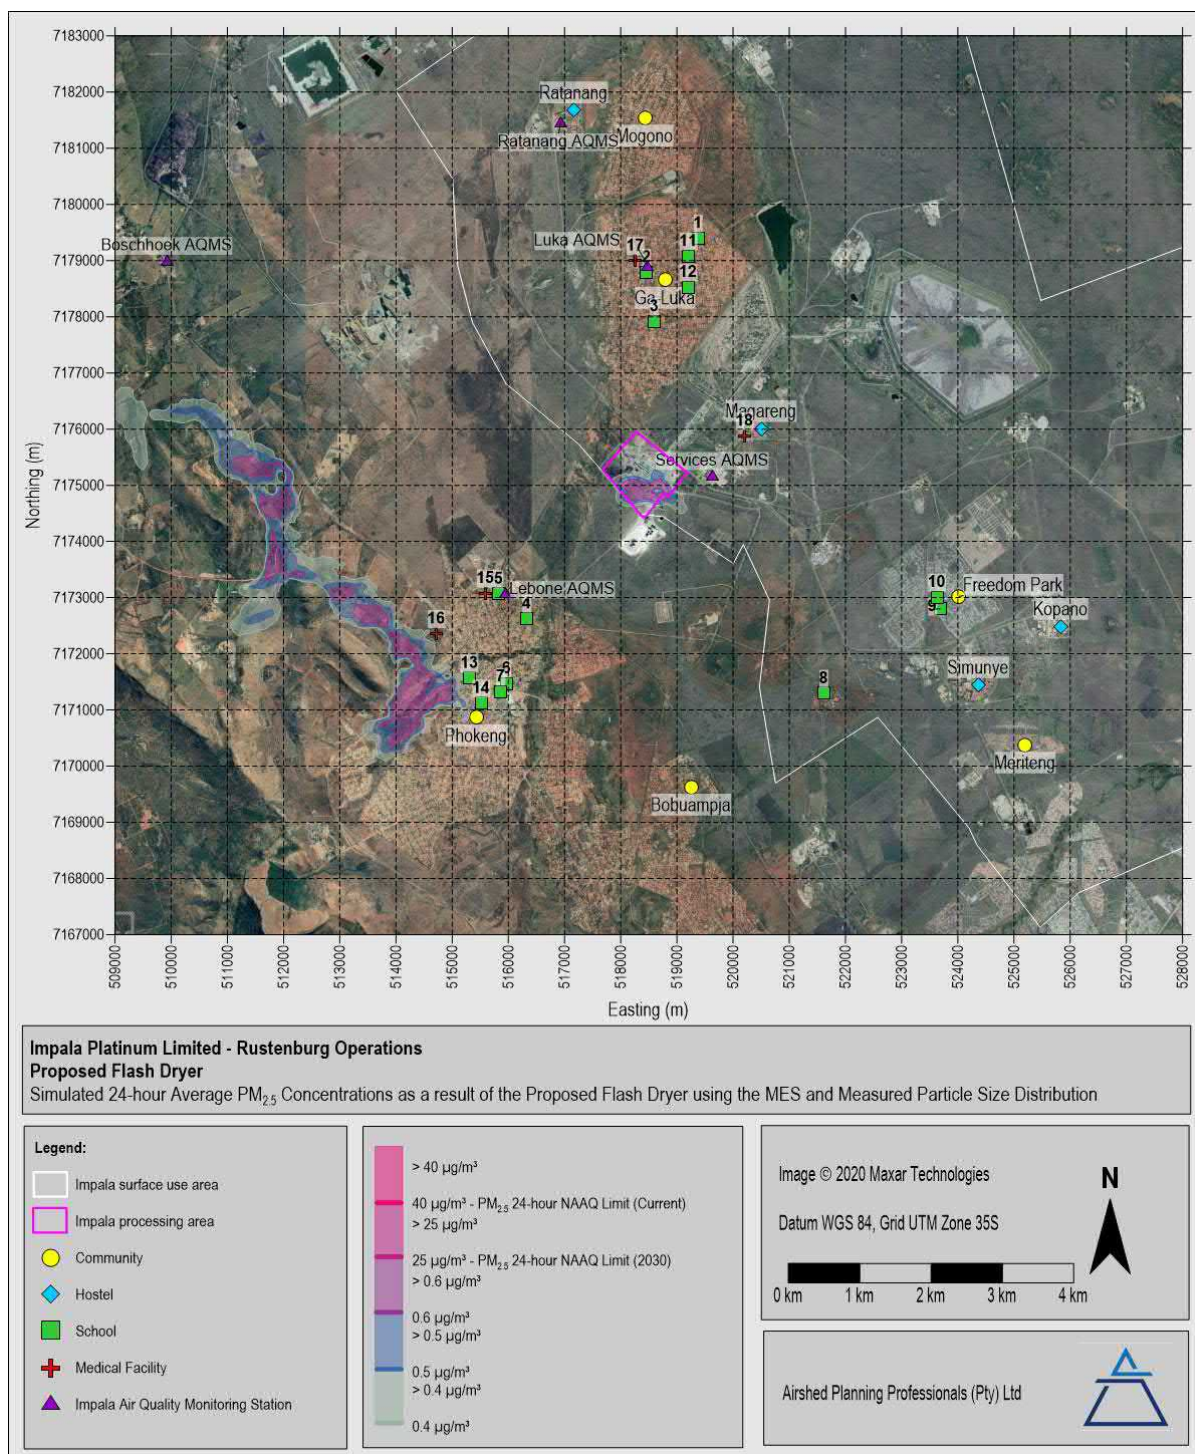 7183000
7182000
7181000
7180000
7179000
7178000
7177000
7176000
7175000
7174000
7173000
7172000
7171000
7170000
7169000
7168000
7167000
Northing (m)
Ratanang
Mogono
Ratanang AQMS
Boschhoek AQMS
Luka AQMS
17
1
11
2
12
Ga-Luka
3
Magareng
18
Services AQMS
155
Lebone AQMS
4
16
13
6
7
14
Phokeng
10
Freedom Park
9
Kopano
Simunye
8
Meriteng
Bobuampja
509000
510000
511000
512000
513000
514000
515000
516000
517000
518000
519000
520000
521000
522000
523000
524000
525000
526000
527000
528000
Easting (m)
Impala Platinum Limited - Rustenburg Operations
Proposed Flash Dryer
Simulated 24-hour Average PM2.5 Concentrations as a result of the Proposed Flash Dryer using the MES and Measured Particle Size Distribution
Legend:
Impala surface use area
Impala processing area
Community
Hostel
School
Medical Facility
Impala Air Quality Monitoring Station
> 40 µg/m³
40 µg/m³ - PM2.5 24-hour NAAQ Limit (Current)
> 25 µg/m³
25 µg/m³ - PM2.5 24-hour NAAQ Limit (2030)
> 0.6 µg/m³
0.6 µg/m³
> 0.5 µg/m³
0.5 µg/m³
> 0.4 µg/m³
0.4 µg/m³
Image © 2020 Maxar Technologies
N
Datum WGS 84, Grid UTM Zone 35S
0 km 1 km 2 km 3 km 4 km
Airshed Planning Professionals (Pty) Ltd